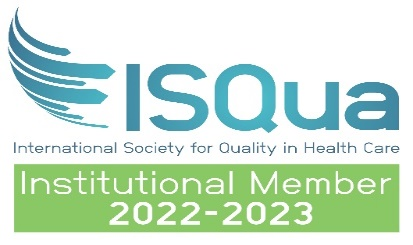 ISQua
International Society for Quality in Health Care
Institutional Member
2022-2023